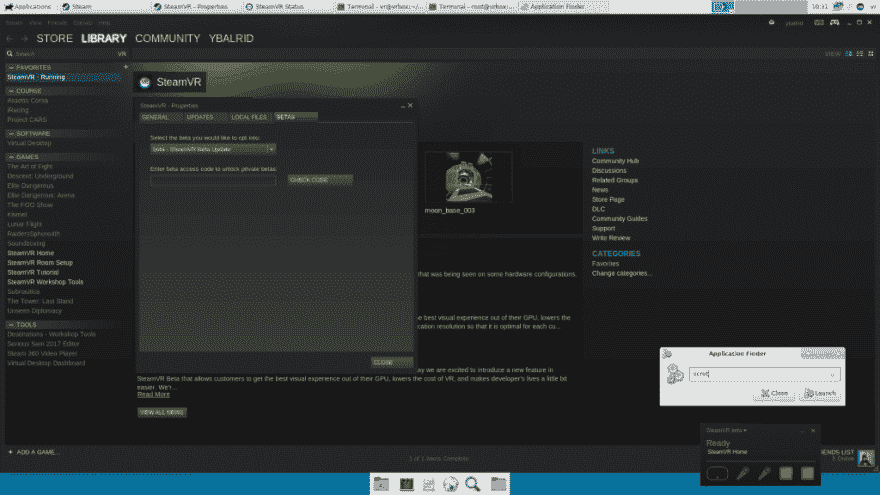 Applications
Steam
SteamVR - Properties
SteamVR Status
Terminal - vr@vrbox: ~/...
Terminal - root@vrbox:...
Application Finder
10:31
vr
Steam View Friends Games Help
ybalrid
STORE LIBRARY COMMUNITY YBALRID
Search
VR
VIEW
FAVORITES
SteamVR - Running
COURSE
Assetto Corsa
iRacing
Project CARS
SOFTWARE
Virtual Desktop
GAMES
The Art of Fight
Descent: Underground
Elite Dangerous
Elite Dangerous: Arena
The FOO Show
Kismet
Lunar Flight
Soundboxing
SteamVR Home
SteamVR Room Setup
SteamVR Tutorial
SteamVR Workshop Tools
Subnautica
The Tower: Last Stand
Unseen Diplomacy
TOOLS
Destinations - Workshop Tools
Serious Sam 2017 Editor
Steam 360 Video Player
Virtual Desktop Dashboard
+ ADD A GAME...
SteamVR
SteamVR - Properties
GENERAL UPDATES LOCAL FILES BETAS
Select the beta you would like to opt into:
beta - SteamVR Beta Update
Enter beta access code to unlock private betas:
CHECK CODE
CLOSE
moon_base_003
that was being seen on some hardware configurations.
e best visual experience out of their GPU, lowers the
cation resolution so that it is optimal for each cu...
ay we are excited to introduce a new feature in
SteamVR Beta that allows customers to get the best visual experience out of their GPU, lowers the cost of VR, and makes developer's lives a little bit
easier. We'r...
Read More
VIEW ALL NEWS
LINKS
Community Hub
Discussions
Related Groups
News
Store Page
DLC
Community Guides
Support
Write Review
CATEGORIES
Favorites
Change categories...
Application Finder
scrot
Close
Launch
SteamVR beta
Ready
SteamVR Home
ENDS LIST